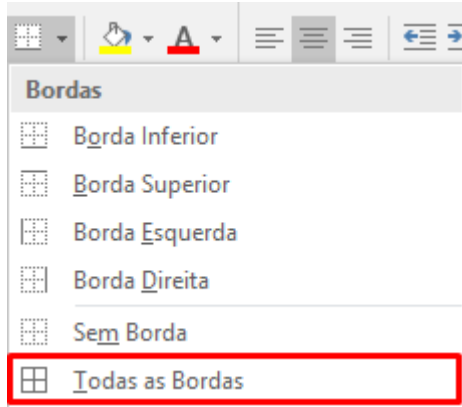 A
Bordas
Borda Inferior
Borda Superior
Borda Esquerda
Borda Direita
Sem Borda
Todas as Bordas